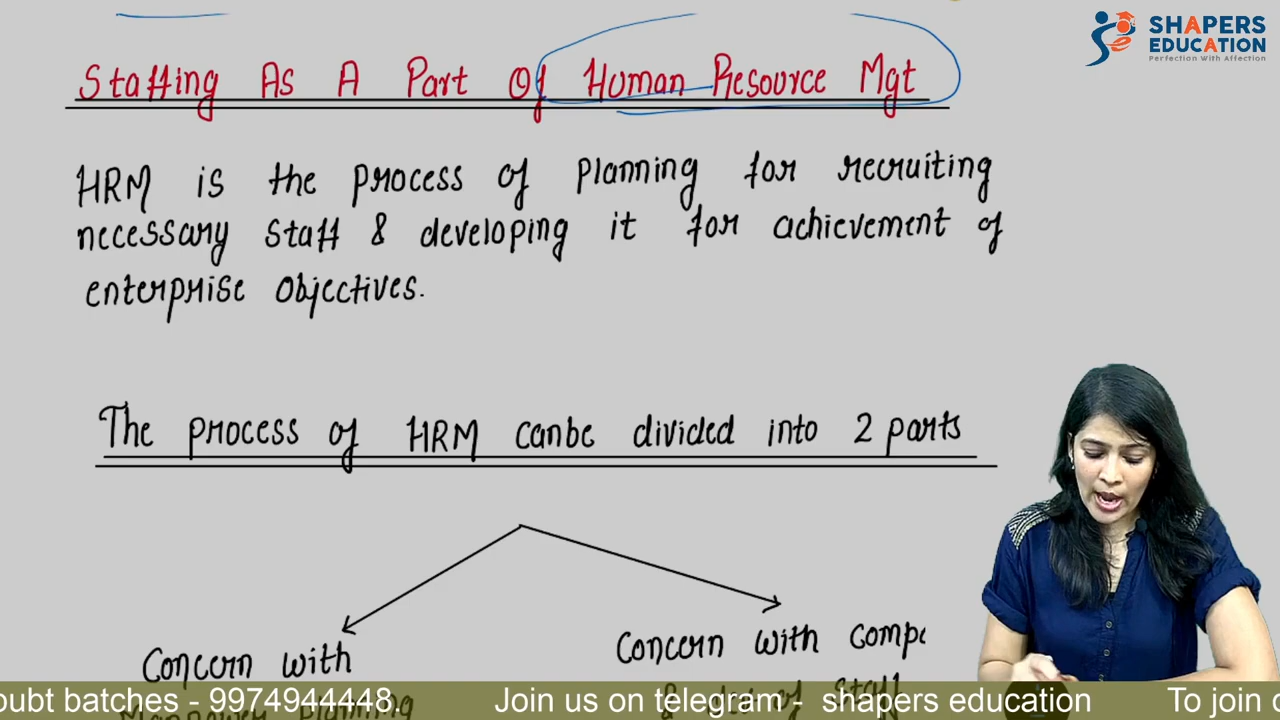 SHAPERS
EDUCATION
Perfection With Affection
Staffing As A Part Of Human Resource Mgt
HRM is the process of planning for recruiting
necessary staff & developing it for achievement of
enterprise objectives.
The process of HRM canbe divided into 2 parts
Concern with
Concern with
Manpower Planning
oubt batches - 9974944448. Join us on telegram - shapers education To join